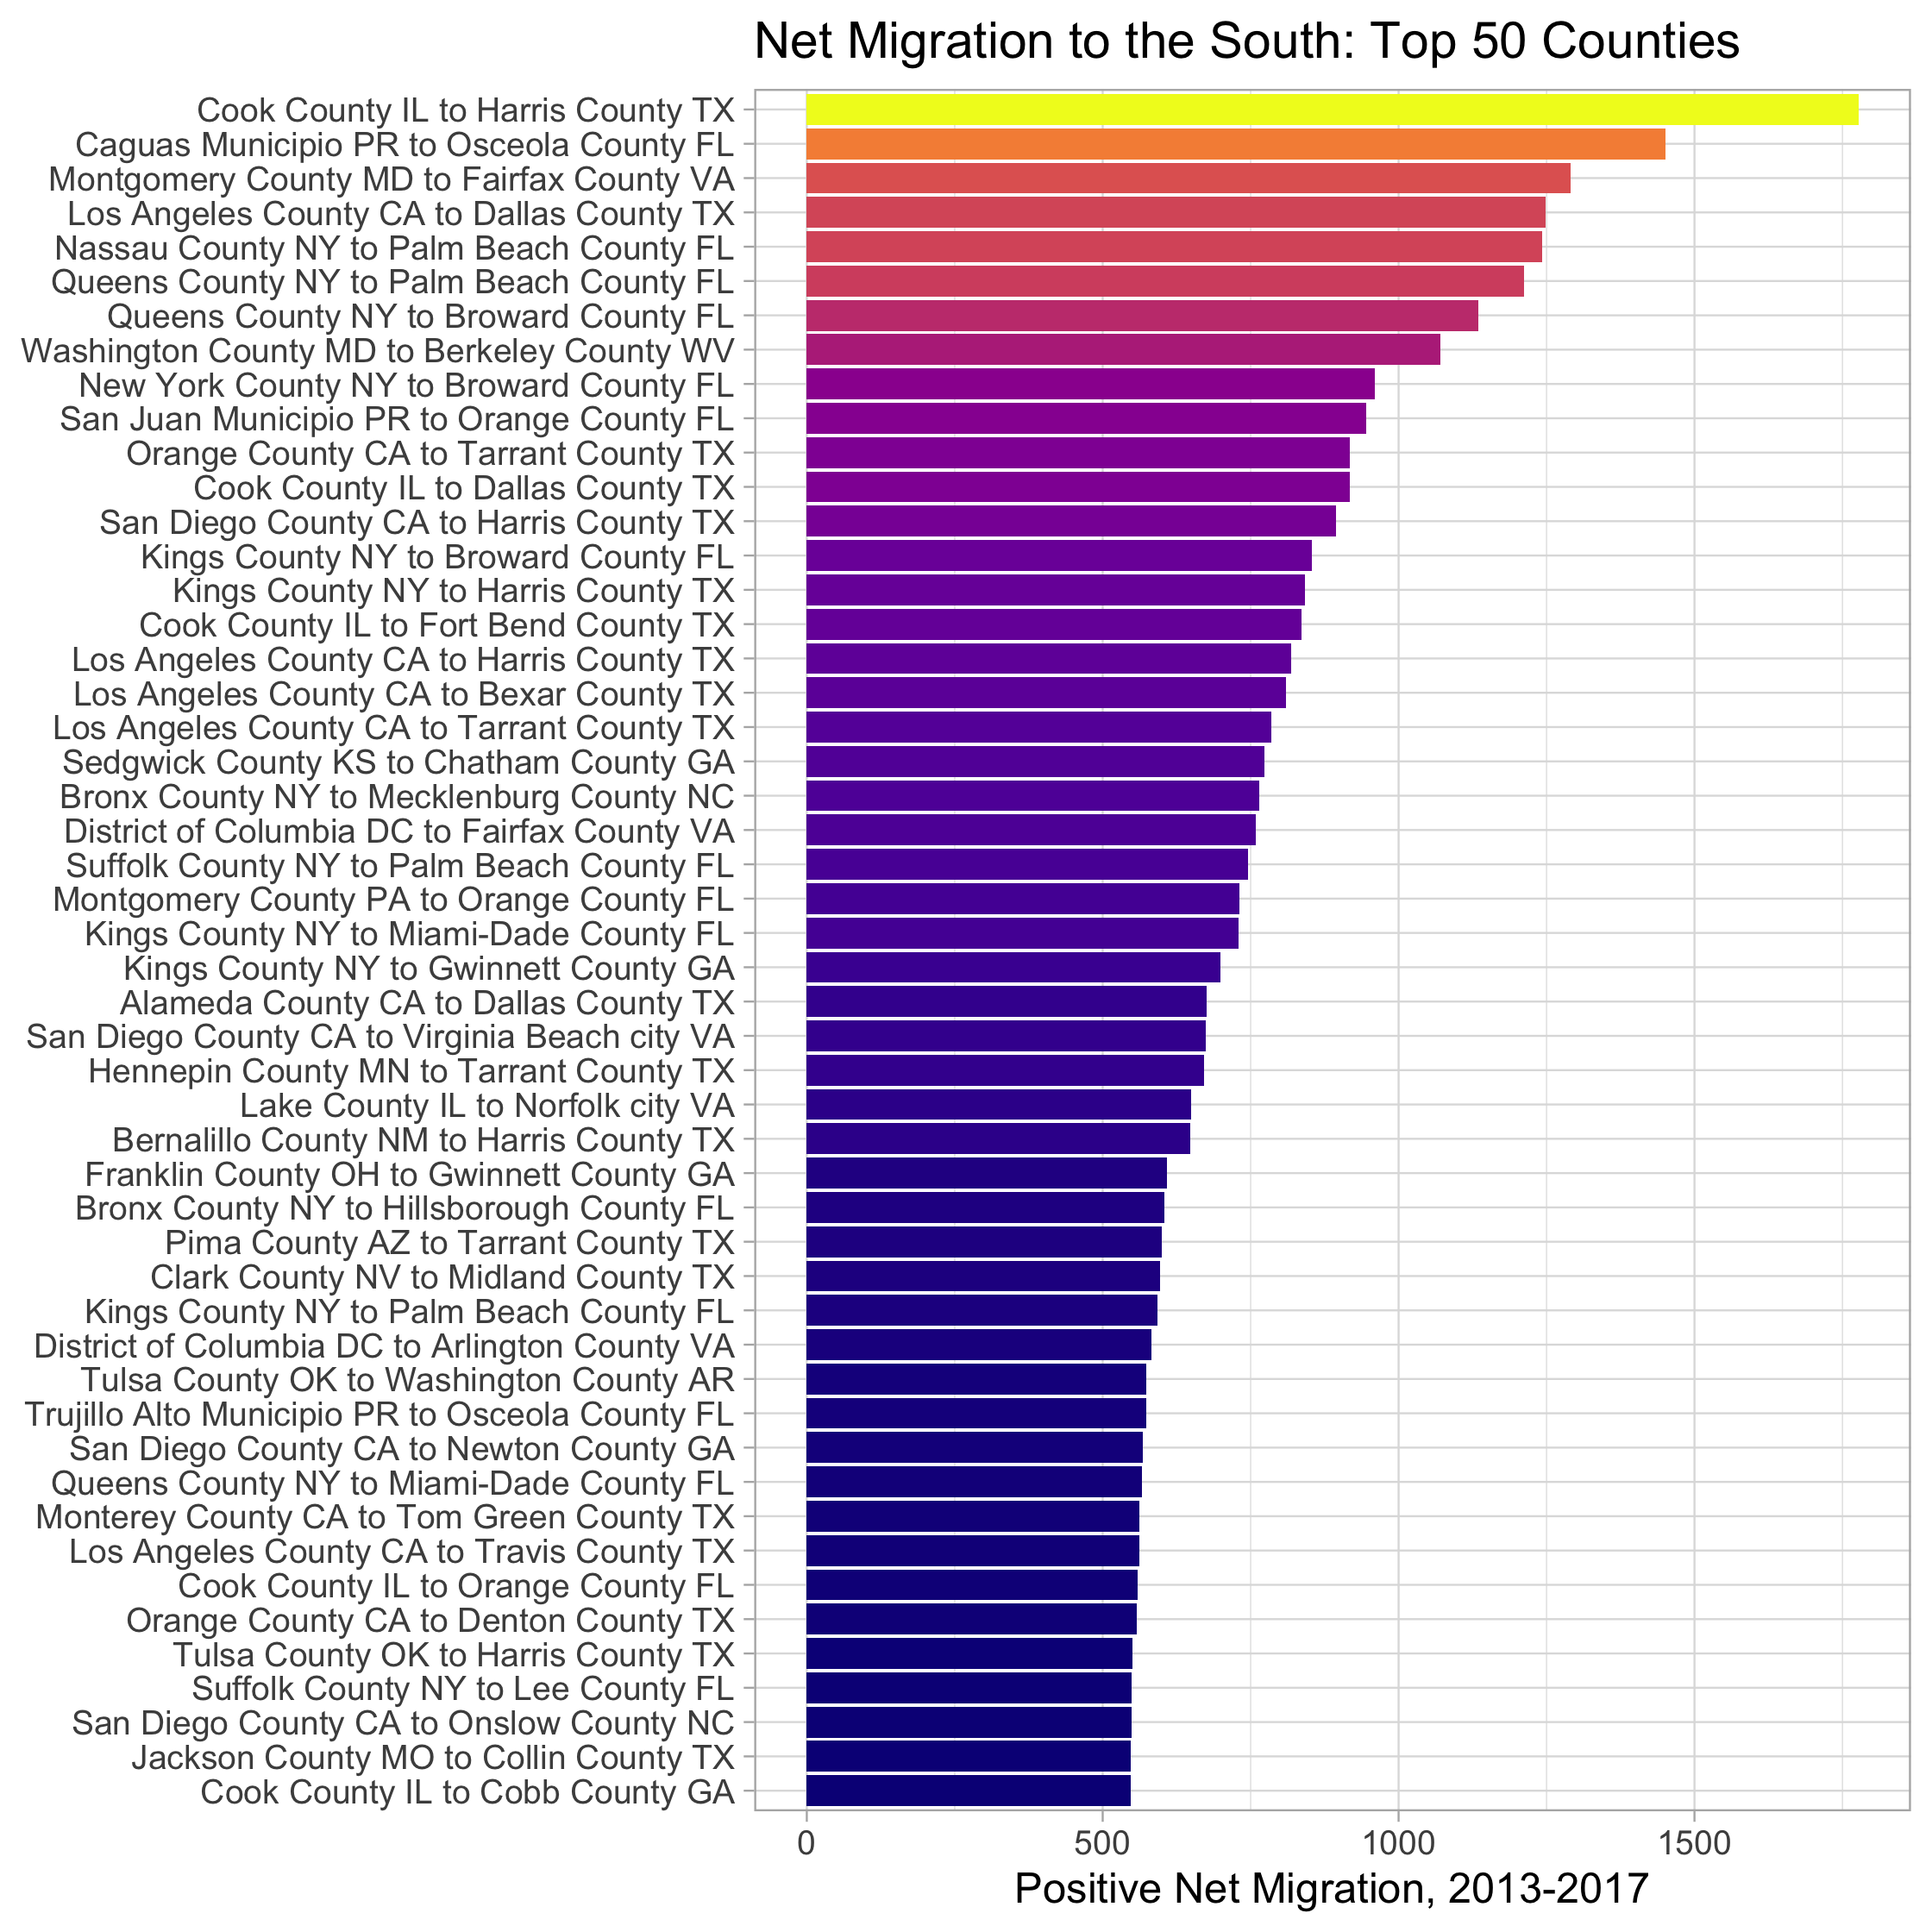 Net Migration to the South: Top 50 Counties
Cook County IL to Harris County TX
Caguas Municipio PR to Osceola County FL
Montgomery County MD to Fairfax County VA
Los Angeles County CA to Dallas County TX
Nassau County NY to Palm Beach County FL
Queens County NY to Palm Beach County FL
Queens County NY to Broward County FL
Washington County MD to Berkeley County WV
New York County NY to Broward County FL
San Juan Municipio PR to Orange County FL
Orange County CA to Tarrant County TX
Cook County IL to Dallas County TX
San Diego County CA to Harris County TX
Kings County NY to Broward County FL
Kings County NY to Harris County TX
Cook County IL to Fort Bend County TX
Los Angeles County CA to Harris County TX
Los Angeles County CA to Bexar County TX
Los Angeles County CA to Tarrant County TX
Sedgwick County KS to Chatham County GA
Bronx County NY to Mecklenburg County NC
District of Columbia DC to Fairfax County VA
Suffolk County NY to Palm Beach County FL
Montgomery County PA to Orange County FL
Kings County NY to Miami-Dade County FL
Kings County NY to Gwinnett County GA
Alameda County CA to Dallas County TX
San Diego County CA to Virginia Beach city VA
Hennepin County MN to Tarrant County TX
Lake County IL to Norfolk city VA
Bernalillo County NM to Harris County TX
Franklin County OH to Gwinnett County GA
Bronx County NY to Hillsborough County FL
Pima County AZ to Tarrant County TX
Clark County NV to Midland County TX
Kings County NY to Palm Beach County FL
District of Columbia DC to Arlington County VA
Tulsa County OK to Washington County AR
Trujillo Alto Municipio PR to Osceola County FL
San Diego County CA to Newton County GA
Queens County NY to Miami-Dade County FL
Monterey County CA to Tom Green County TX
Los Angeles County CA to Travis County TX
Cook County IL to Orange County FL
Orange County CA to Denton County TX
Tulsa County OK to Harris County TX
Suffolk County NY to Lee County FL
San Diego County CA to Onslow County NC
Jackson County MO to Collin County TX
Cook County IL to Cobb County GA
0 500 1000 1500
Positive Net Migration, 2013-2017